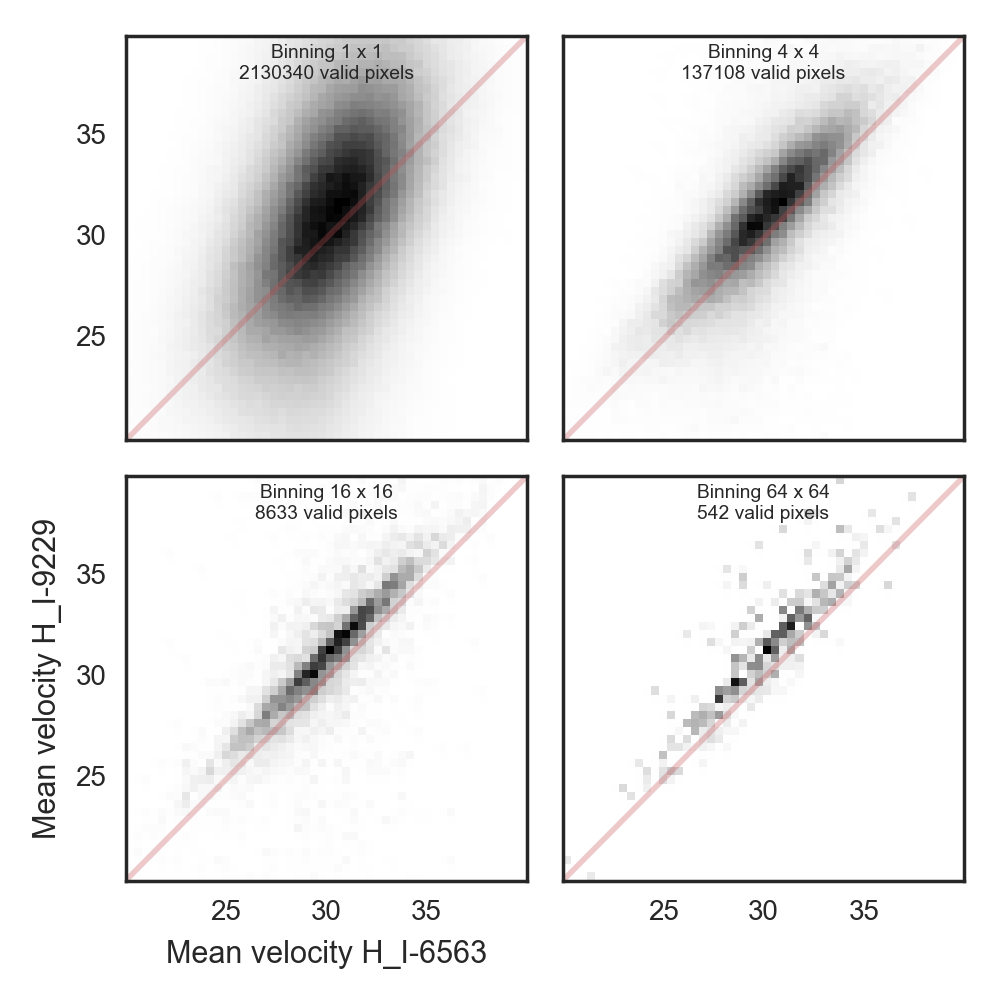 Binning 1 x 1
2130340 valid pixels
Binning 4 x 4
137108 valid pixels
35
30
25
Binning 16 x 16
8633 valid pixels
Binning 64 x 64
542 valid pixels
35
30
25
Mean velocity H_I-9229
25
30
35
25
30
35
Mean velocity H_I-6563